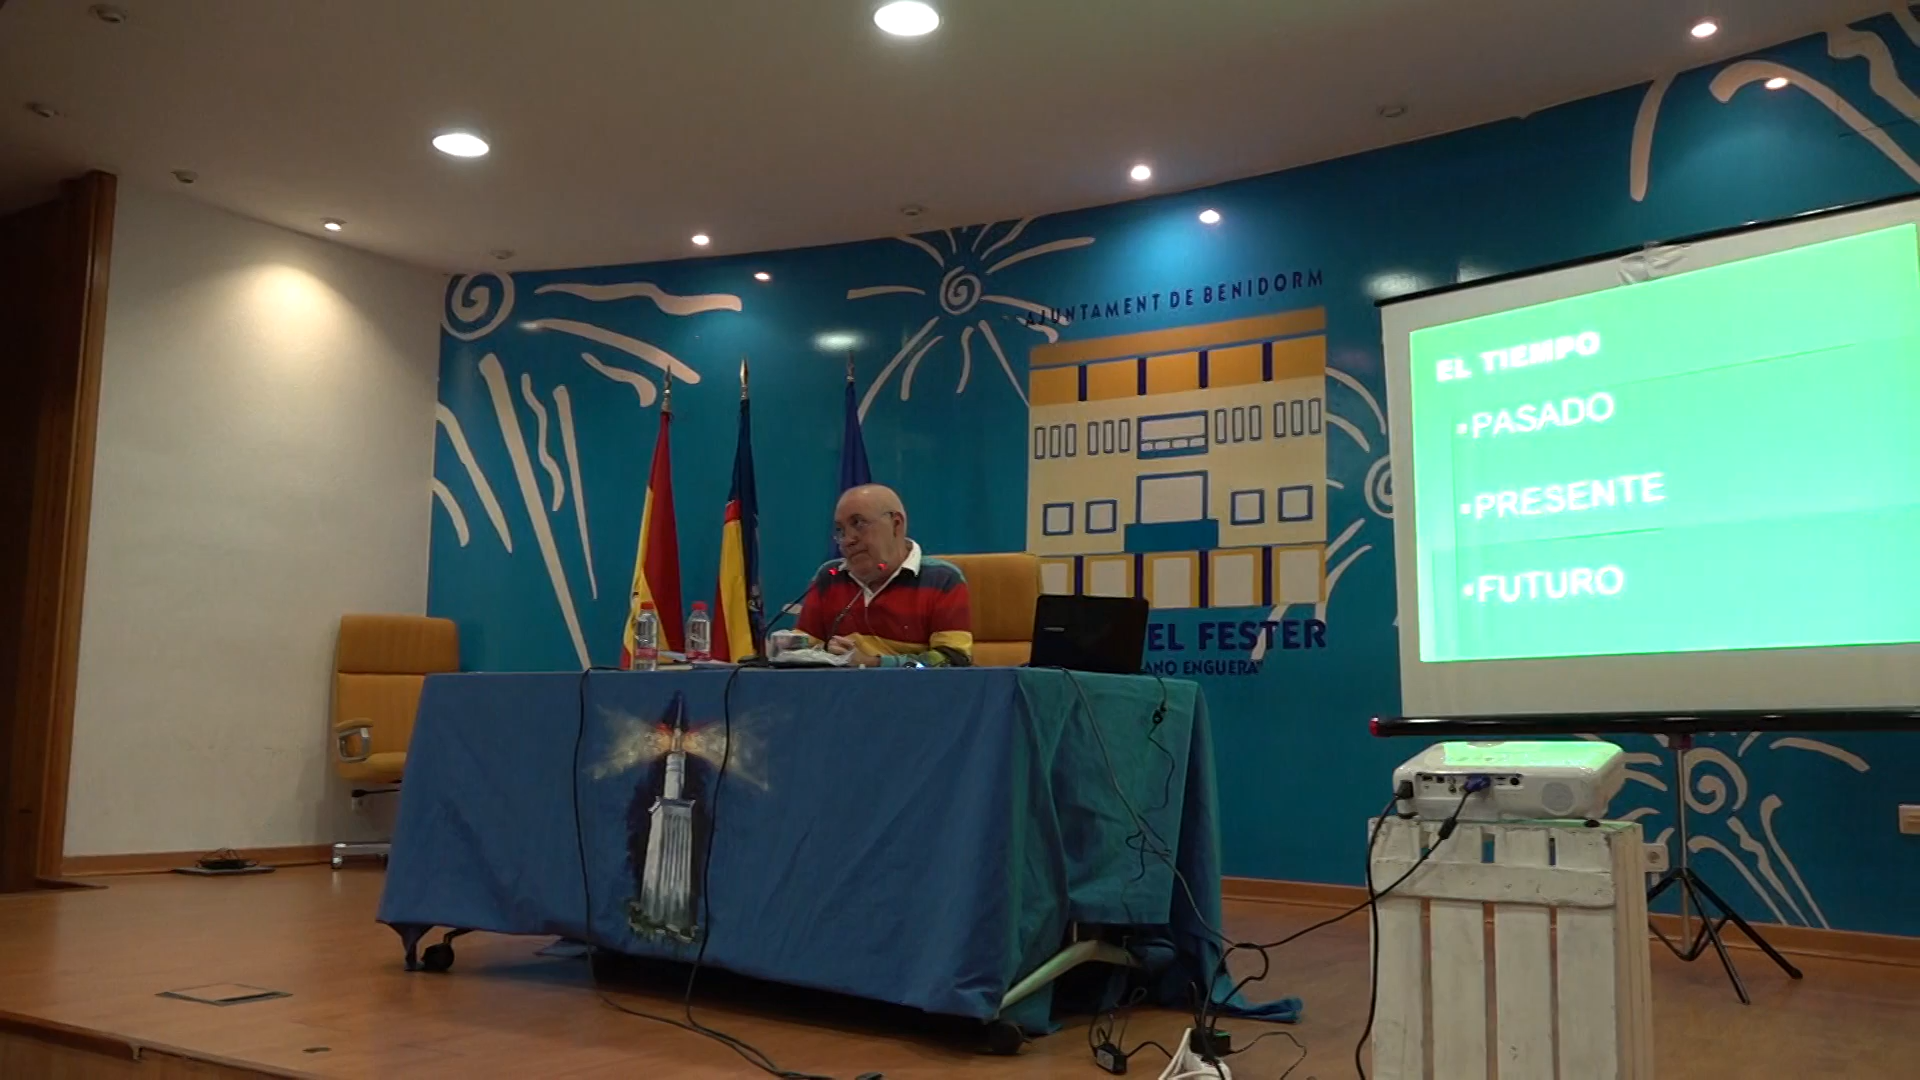 AJUNTAMENT DE BENIDORM
EL FESTER
ANO ENGUERA"
EL TIEMPO
•PASADO
•PRESENTE
•FUTURO